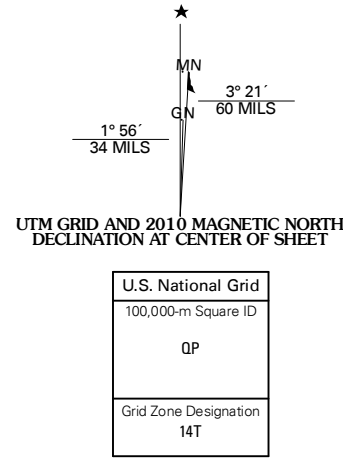 ★
MN
3° 21´
60 MILS
GN
1° 56´
34 MILS
UTM GRID AND 2010 MAGNETIC NORTH
DECLINATION AT CENTER OF SHEET
U.S. National Grid
100,000-m Square ID
QP
Grid Zone Designation
14T